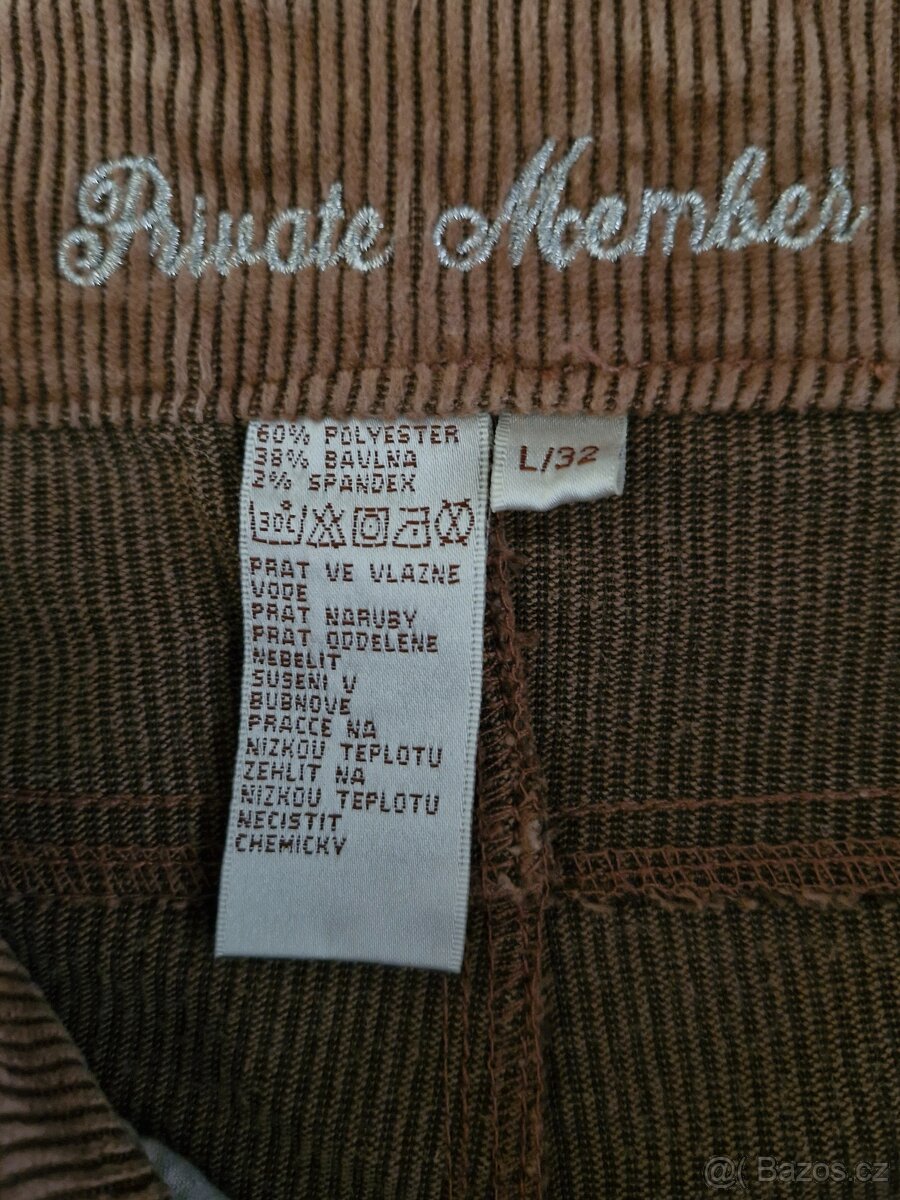 Private Member
60% POLYESTER
38% BAVLNA
2% SPANDEX
L/32
30°C
PRAT VE VLAZNE
VODE
PRAT NARUBY
PRAT ODDELENE
NEBELIT
SUSENI V
BUBNOVE
PRACCE NA
NIZKOU TEPLOTU
ZEHLIT NA
NIZKOU TEPLOTU
NECISTIT
CHEMICKY
@( Bazos.cz